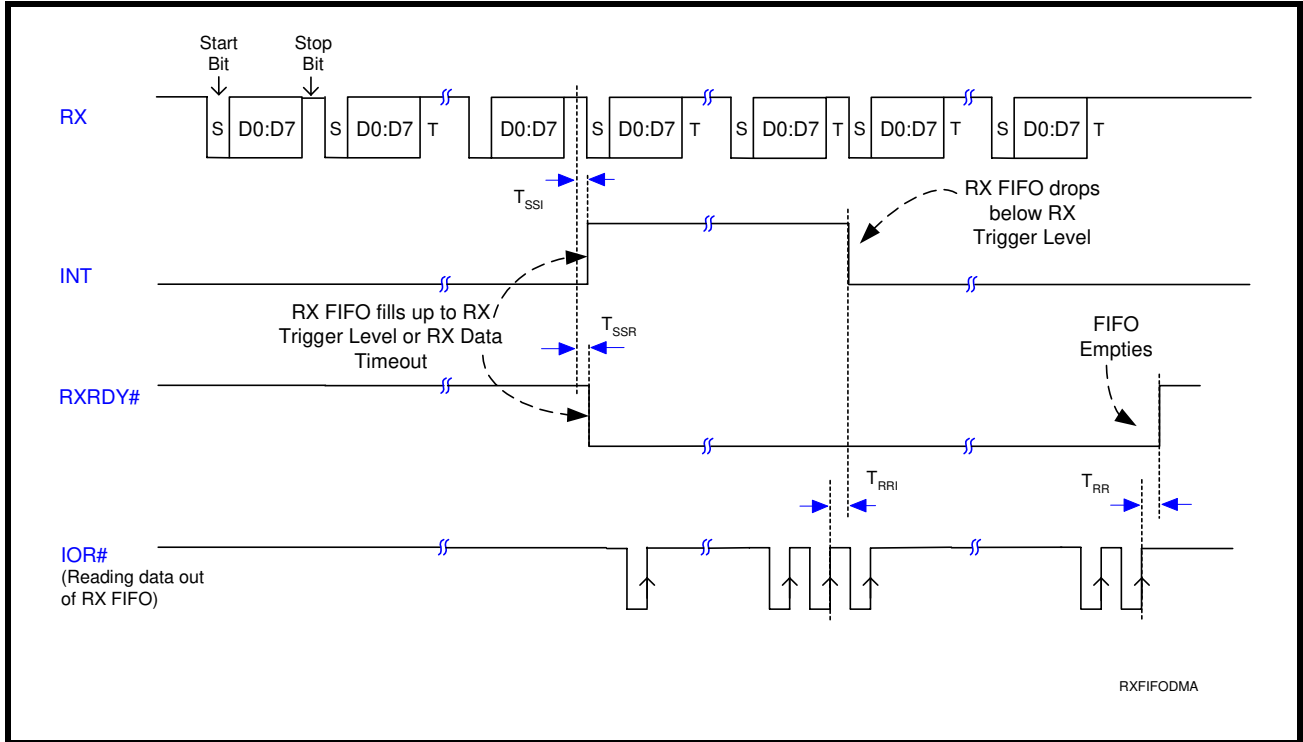 Start
Bit
Stop
Bit
RX
S D0:D7 S D0:D7 T D0:D7 S D0:D7 T S D0:D7 T S D0:D7 T S D0:D7 T
TSSI
RX FIFO drops
below RX
Trigger Level
INT
RX FIFO fills up to RX
Trigger Level or RX Data
Timeout
TSSR
FIFO
Empties
RXRDY#
TRRI
TRR
IOR#
(Reading data out
of RX FIFO)
RXFIFODMA